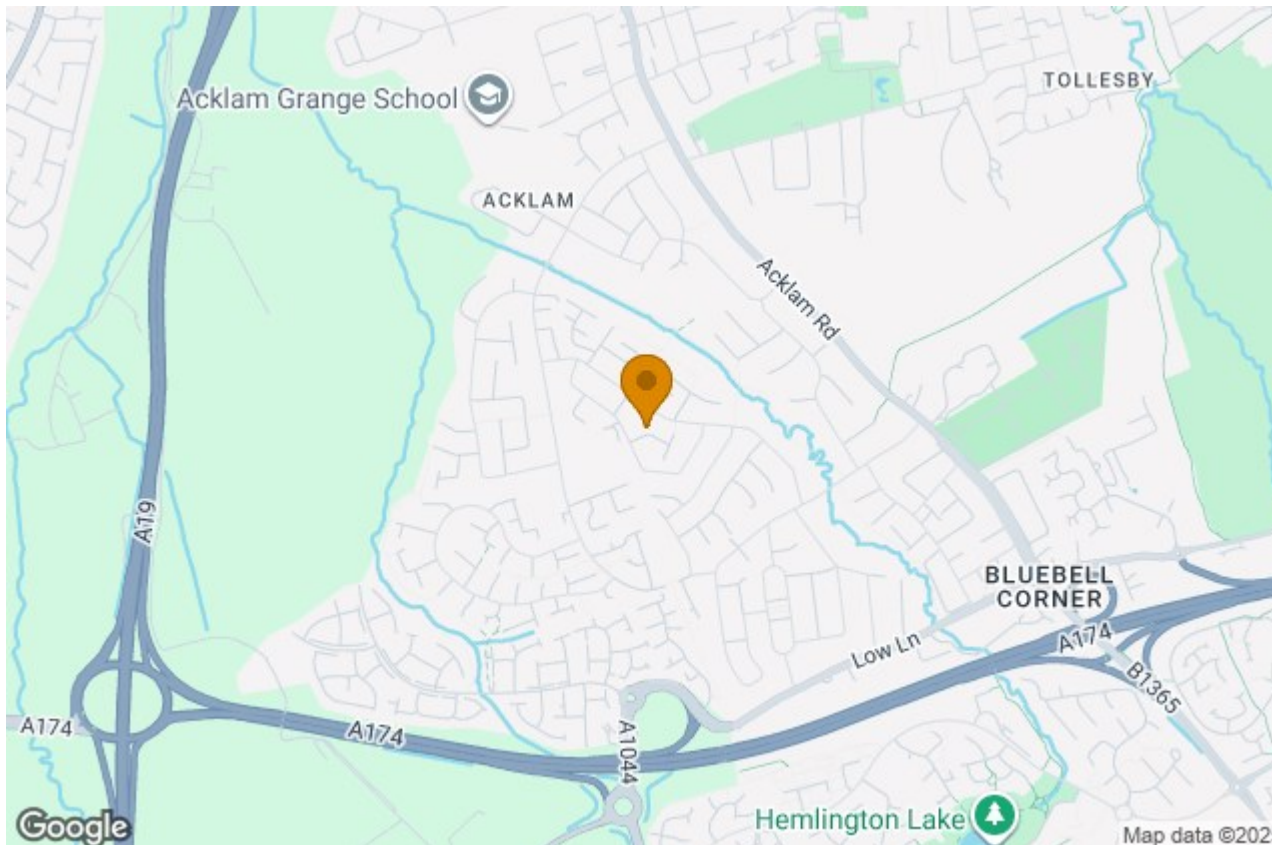 TOLLESBY
Acklam Grange School
ACKLAM
Acklam Rd
A19
BLUEBELL
CORNER
A174
Low Ln
B1365
A174
A174
A1044
Hemlington Lake
Google
Map data ©202